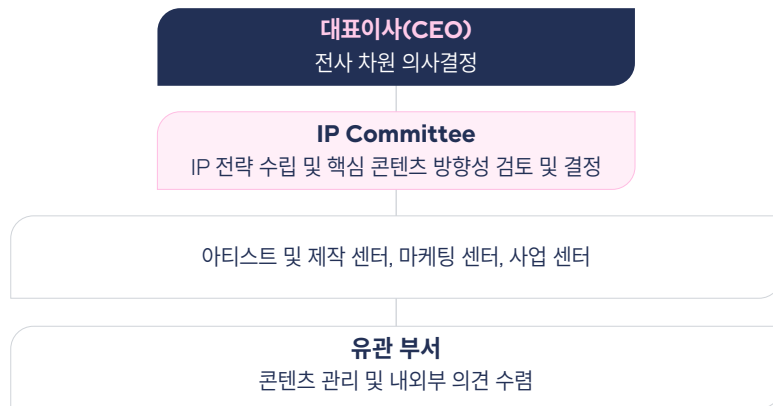 대표이사(CEO)
전사 차원 의사결정
IP Committee
IP 전략 수립 및 핵심 콘텐츠 방향성 검토 및 결정
아티스트 및 제작 센터, 마케팅 센터, 사업 센터
유관 부서
콘텐츠 관리 및 내외부 의견 수렴